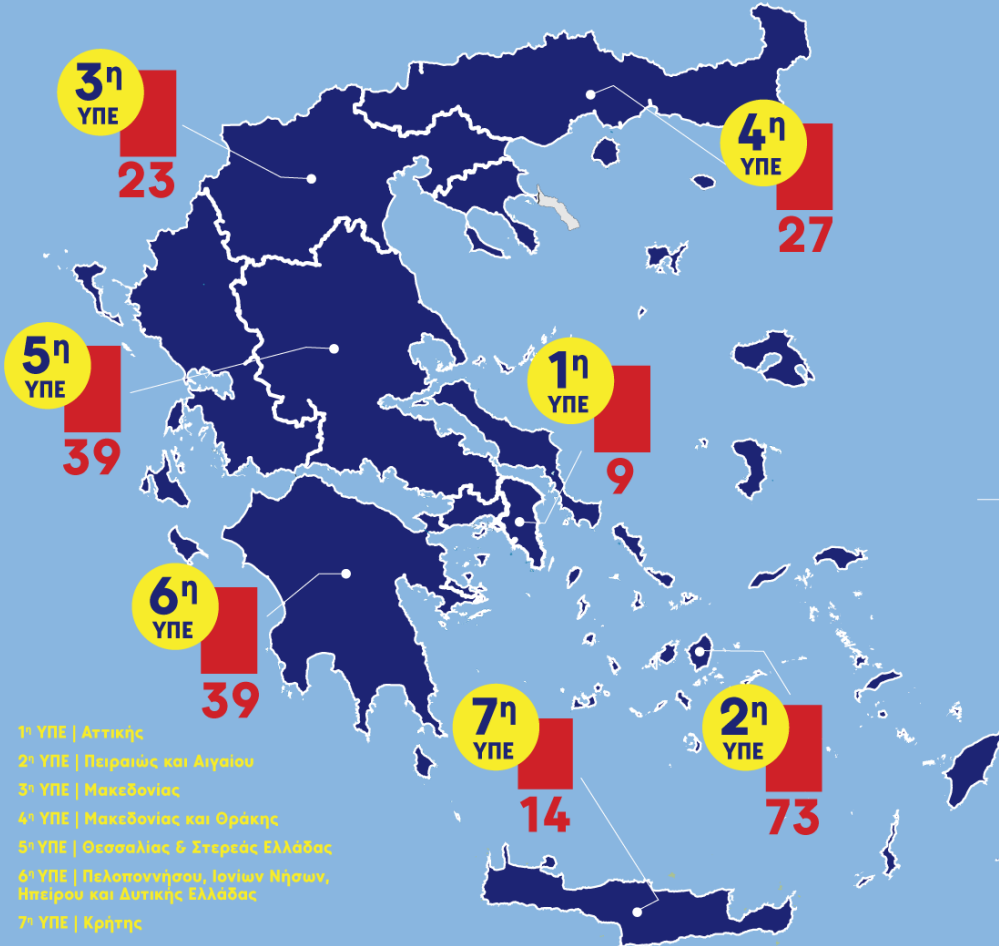 3η
ΥΠΕ
23
4η
ΥΠΕ
27
5η
ΥΠΕ
39
1η
ΥΠΕ
9
6η
ΥΠΕ
39
7η
ΥΠΕ
14
2η
ΥΠΕ
73
1η ΥΠΕ | Αττικής
2η ΥΠΕ | Πειραιώς και Αιγαίου
3η ΥΠΕ | Μακεδονίας
4η ΥΠΕ | Μακεδονίας και Θράκης
5η ΥΠΕ | Θεσσαλίας & Στερεάς Ελλάδας
6η ΥΠΕ | Πελοποννήσου, Ιονίων Νήσων,
Ηπείρου και Δυτικής Ελλάδας
7η ΥΠΕ | Κρήτης